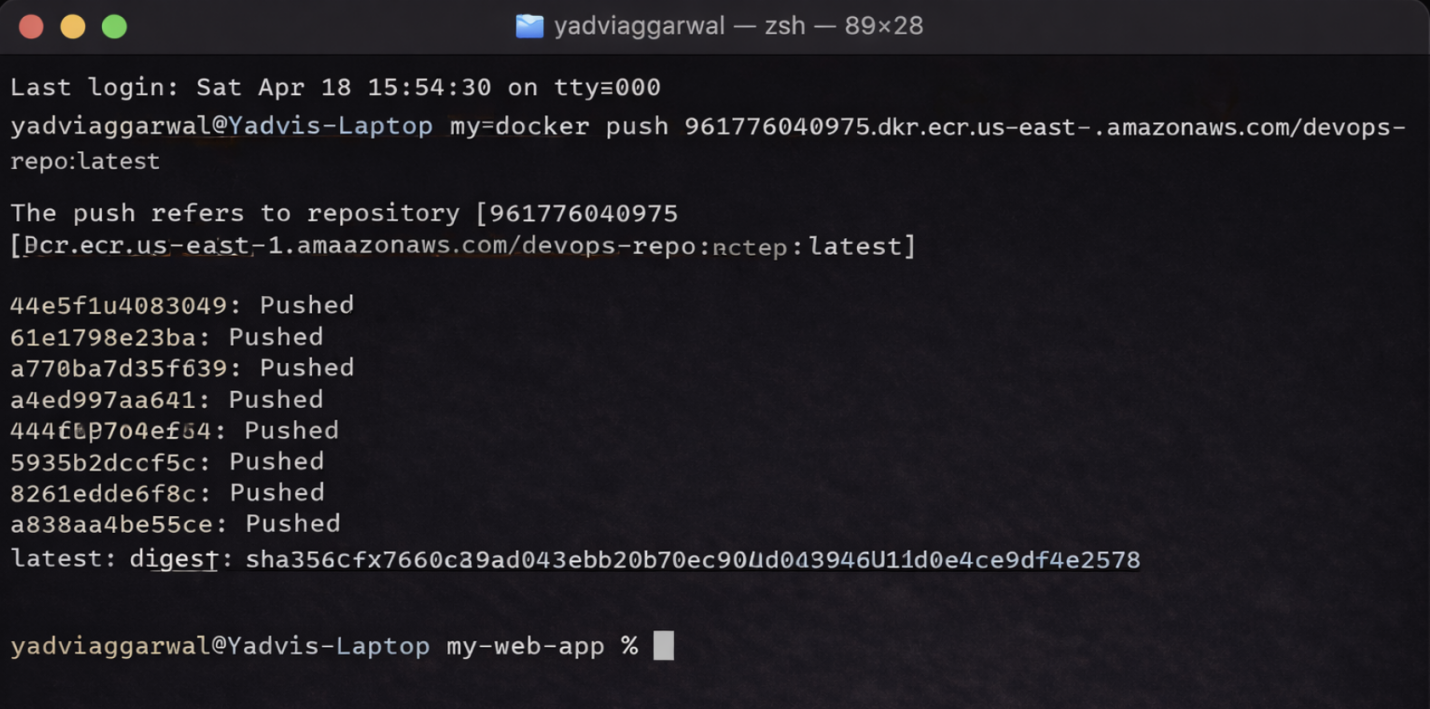 yadviaggarwal — zsh — 89×28
Last login: Sat Apr 18 15:54:30 on tty≡000
yadviaggarwal@Yadvis-Laptop my=docker push 961776040975.dkr.ecr.us-east-.amazonaws.com/devops-
repo:latest
The push refers to repository [961776040975
[Dcr.ecr.us-east-1.amaazonaws.com/devops-repo:nctep:latest]
44e5f1u4083049: Pushed
61e1798e23ba: Pushed
a770ba7d35ff639: Pushed
a4ed997aa641: Pushed
Pushed
5935b2dccf5c: Pushed
8261edde6f8c: Pushed
a838aa4be55ce: Pushed
latest: digest:
yadviaggarwal@Yadvis-Laptop my-web-app %